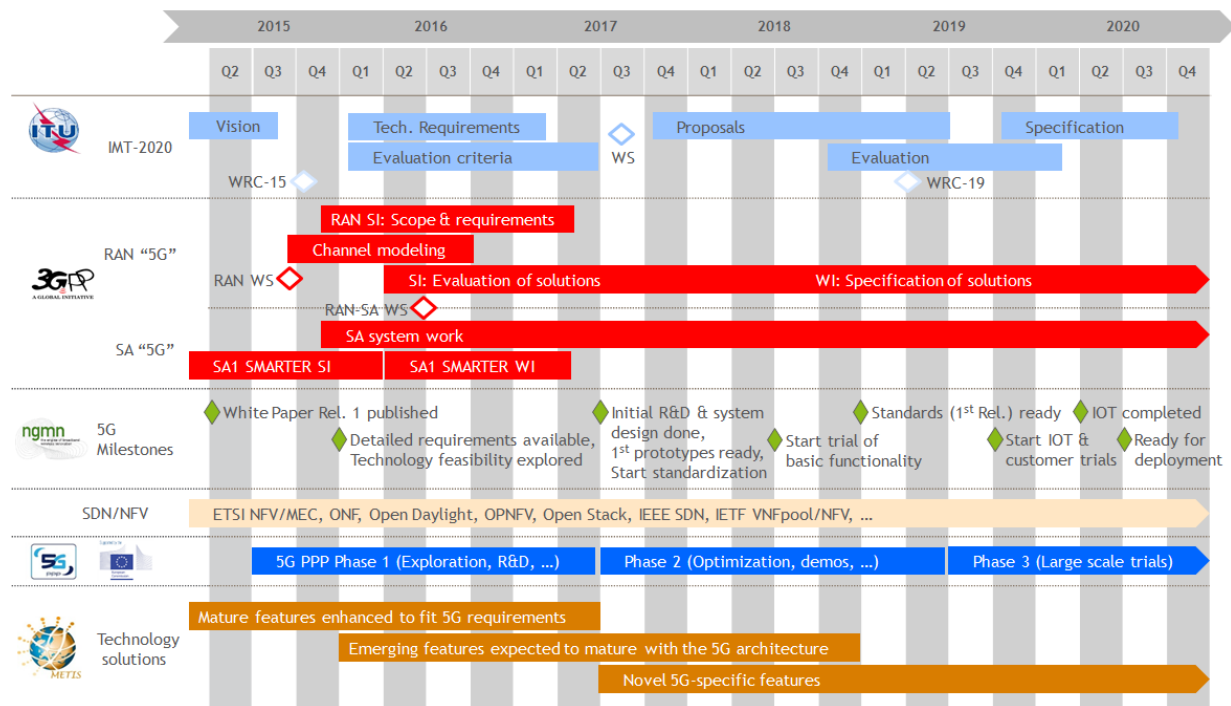 2015 2016 2017 2018 2019 2020
Q2 Q3 Q4 Q1 Q2 Q3 Q4 Q1 Q2 Q3 Q4 Q1 Q2 Q3 Q4 Q1 Q2 Q3 Q4 Q1 Q2 Q3 Q4
ITU
IMT-2020
Vision
Tech. Requirements
Proposals
Specification
Evaluation criteria
WS
Evaluation
WRC-15
WRC-19
RAN "5G"
RAN SI: Scope & requirements
Channel modeling
3GPP
A GLOBAL INITIATIVE
RAN WS
SI: Evaluation of solutions
WI: Specification of solutions
RAN-SA WS
SA "5G"
SA system work
SA1 SMARTER SI
SA1 SMARTER WI
ngmn
5G
Milestones
White Paper Rel. 1 published
Detailed requirements available,
Technology feasibility explored
Initial R&D & system
design done,
1st prototypes ready,
Start standardization
Start trial of
basic functionality
Standards (1st Rel.) ready
Start IOT &
customer trials
IOT completed
Ready for
deployment
SDN/NFV
ETSI NFV/MEC, ONF, Open Daylight, OPNFV, Open Stack, IEEE SDN, IETF VNFpool/NFV, …
5G
5G PPP Phase 1 (Exploration, R&D, …)
Phase 2 (Optimization, demos, …)
Phase 3 (Large scale trials)
METIS
Technology
solutions
Mature features enhanced to fit 5G requirements
Emerging features expected to mature with the 5G architecture
Novel 5G-specific features